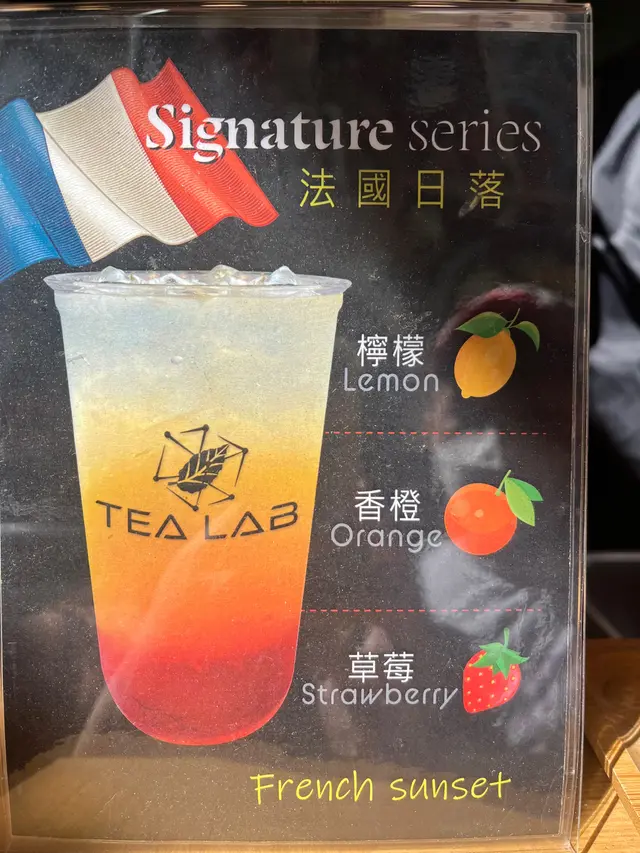 Signature series
法國日落
檸檬
Lemon
TEA LAB
香橙
Orange
草莓
Strawberry
French sunset